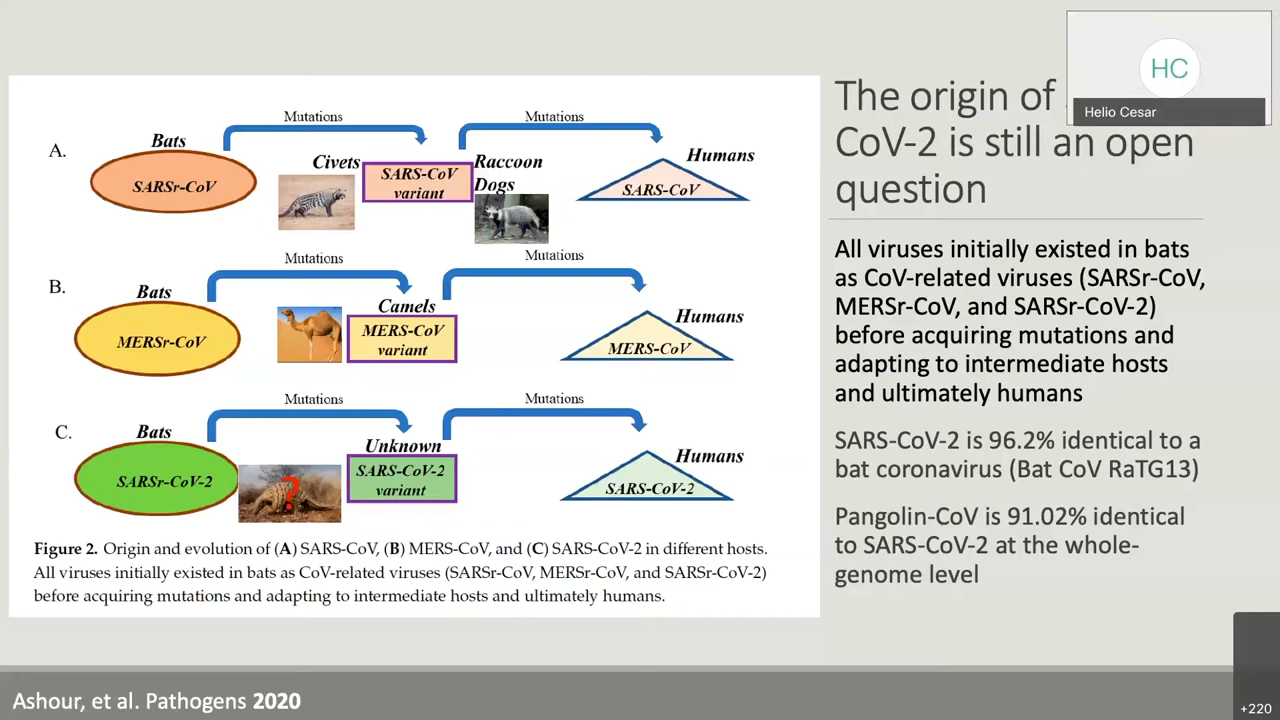 The origin of
CoV-2 is still an open
question
HC
Helio Cesar
Mutations
Mutations
A.
Bats
SARSr-CoV
Civets
SARS-CoV
variant
Raccoon
Dogs
Humans
SARS-CoV
Mutations
Mutations
B.
Bats
MERSr-CoV
Camels
MERS-CoV
variant
Humans
MERS-CoV
Mutations
Mutations
C.
Bats
SARSr-CoV-2
?
Unknown
SARS-CoV-2
variant
Humans
SARS-CoV-2
Figure 2. Origin and evolution of (A) SARS-CoV, (B) MERS-CoV, and (C) SARS-CoV-2 in different hosts.
All viruses initially existed in bats as CoV-related viruses (SARSr-CoV, MERSr-CoV, and SARSr-CoV-2)
before acquiring mutations and adapting to intermediate hosts and ultimately humans.
All viruses initially existed in bats
as CoV-related viruses (SARSr-CoV,
MERSr-CoV, and SARSr-CoV-2)
before acquiring mutations and
adapting to intermediate hosts
and ultimately humans
SARS-CoV-2 is 96.2% identical to a
bat coronavirus (Bat CoV RaTG13)
Pangolin-CoV is 91.02% identical
to SARS-CoV-2 at the whole-
genome level
Ashour, et al. Pathogens 2020
+220